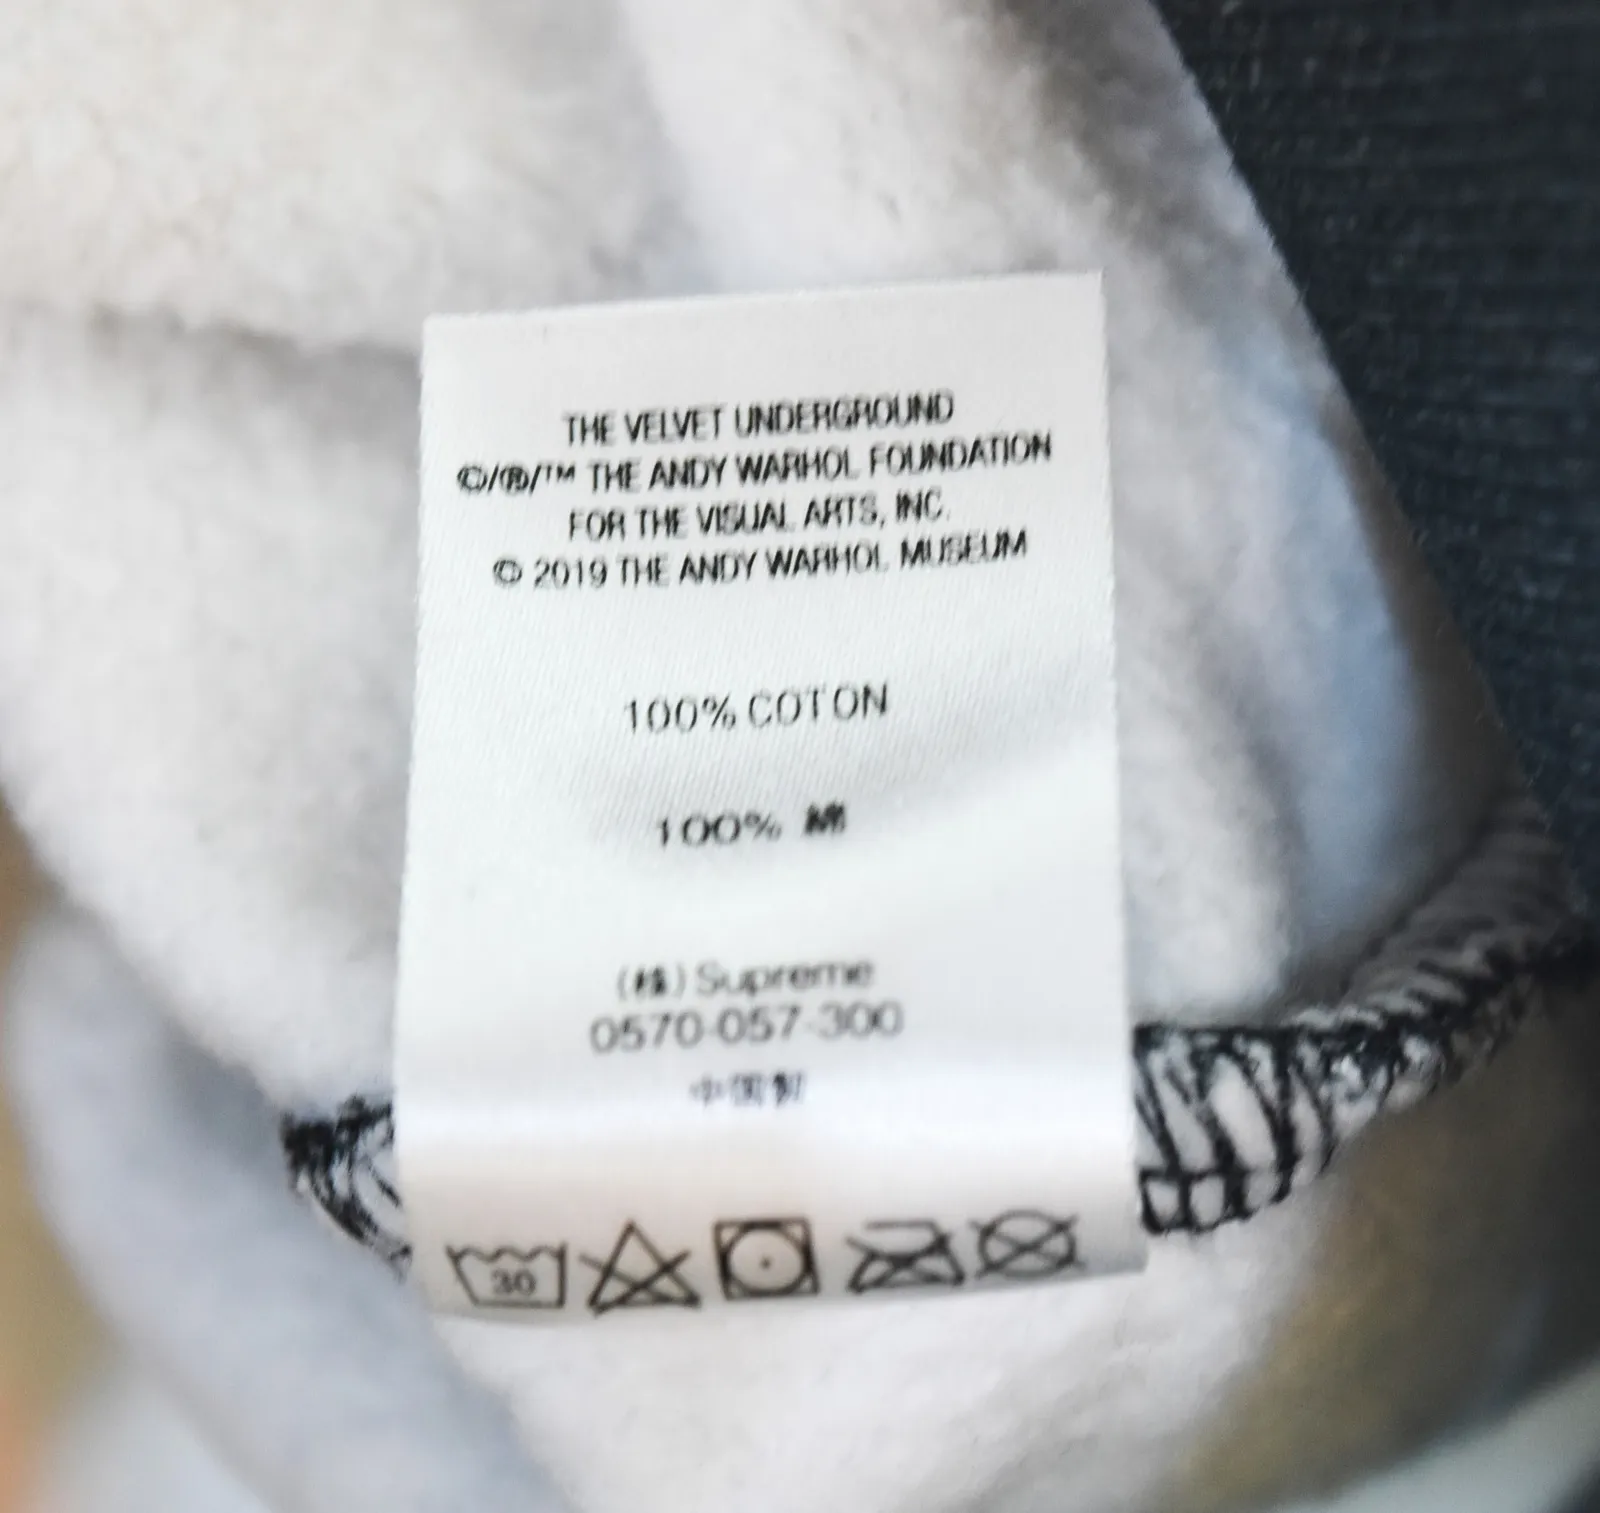 THE VELVET UNDERGROUND
©/®/™ THE ANDY WARHOL FOUNDATION
FOR THE VISUAL ARTS, INC.
© 2019 THE ANDY WARHOL MUSEUM
100% COTON
100% 綿
(株) Supreme
0570-057-300
中国製
30